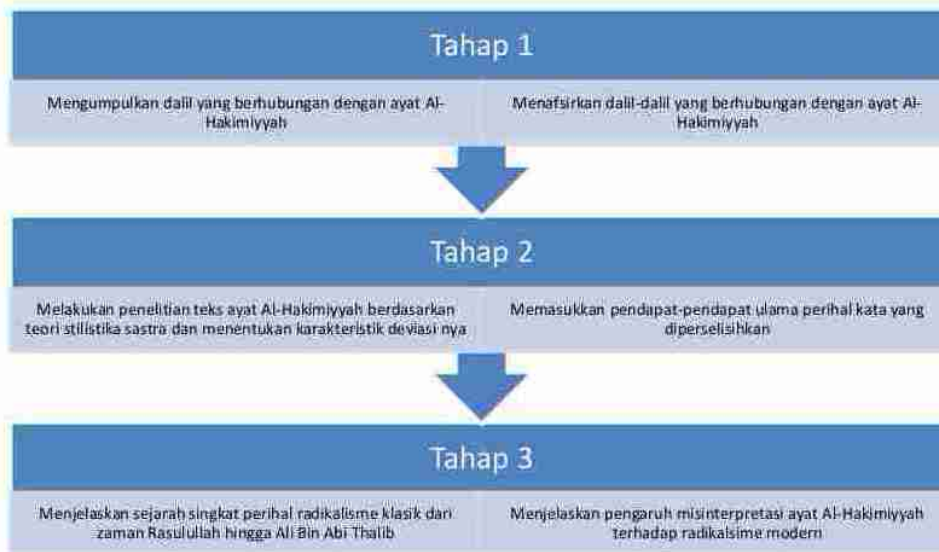 Tahap 1
Mengumpulkan dalil yang berhubungan dengan ayat Al-
Hakimiyyah
Menafsirkan dalil-dalil yang berhubungan dengan ayat Al-
Hakimiyyah
Tahap 2
Melakukan penelitian teks ayat Al-Hakimiyyah berdasarkan
teori stilistika sastra dan menentukan karakteristik deviasi nya
Memasukkan pendapat-pendapat ulama perihal kata yang
diperselisihkan
Tahap 3
Menjelaskan sejarah singkat perihal radikalisme klasik dari
zaman Rasulullah hingga Ali Bin Abi Thalib
Menjelaskan pengaruh misinterpretasi ayat Al-Hakimiyyah
terhadap radikalsime modern